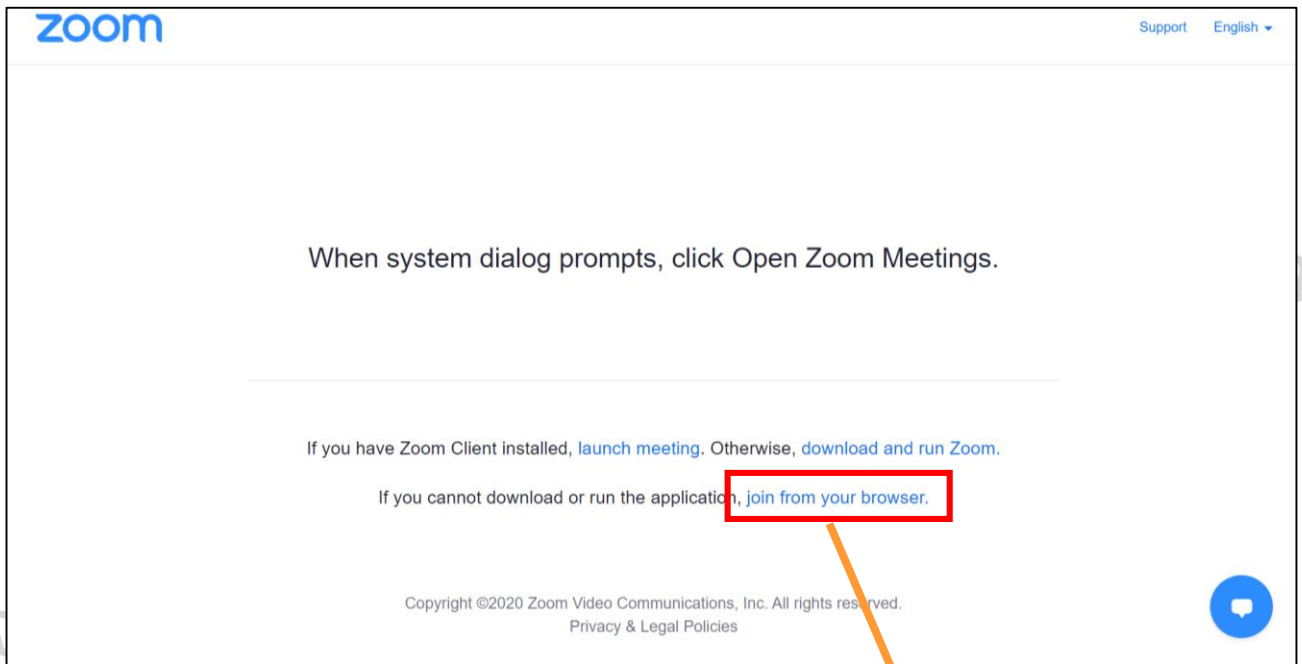 zoom
Support English
When system dialog prompts, click Open Zoom Meetings.
If you have Zoom Client installed, launch meeting. Otherwise, download and run Zoom.
If you cannot download or run the application, join from your browser.
Copyright ©2020 Zoom Video Communications, Inc. All rights reserved.
Privacy & Legal Policies